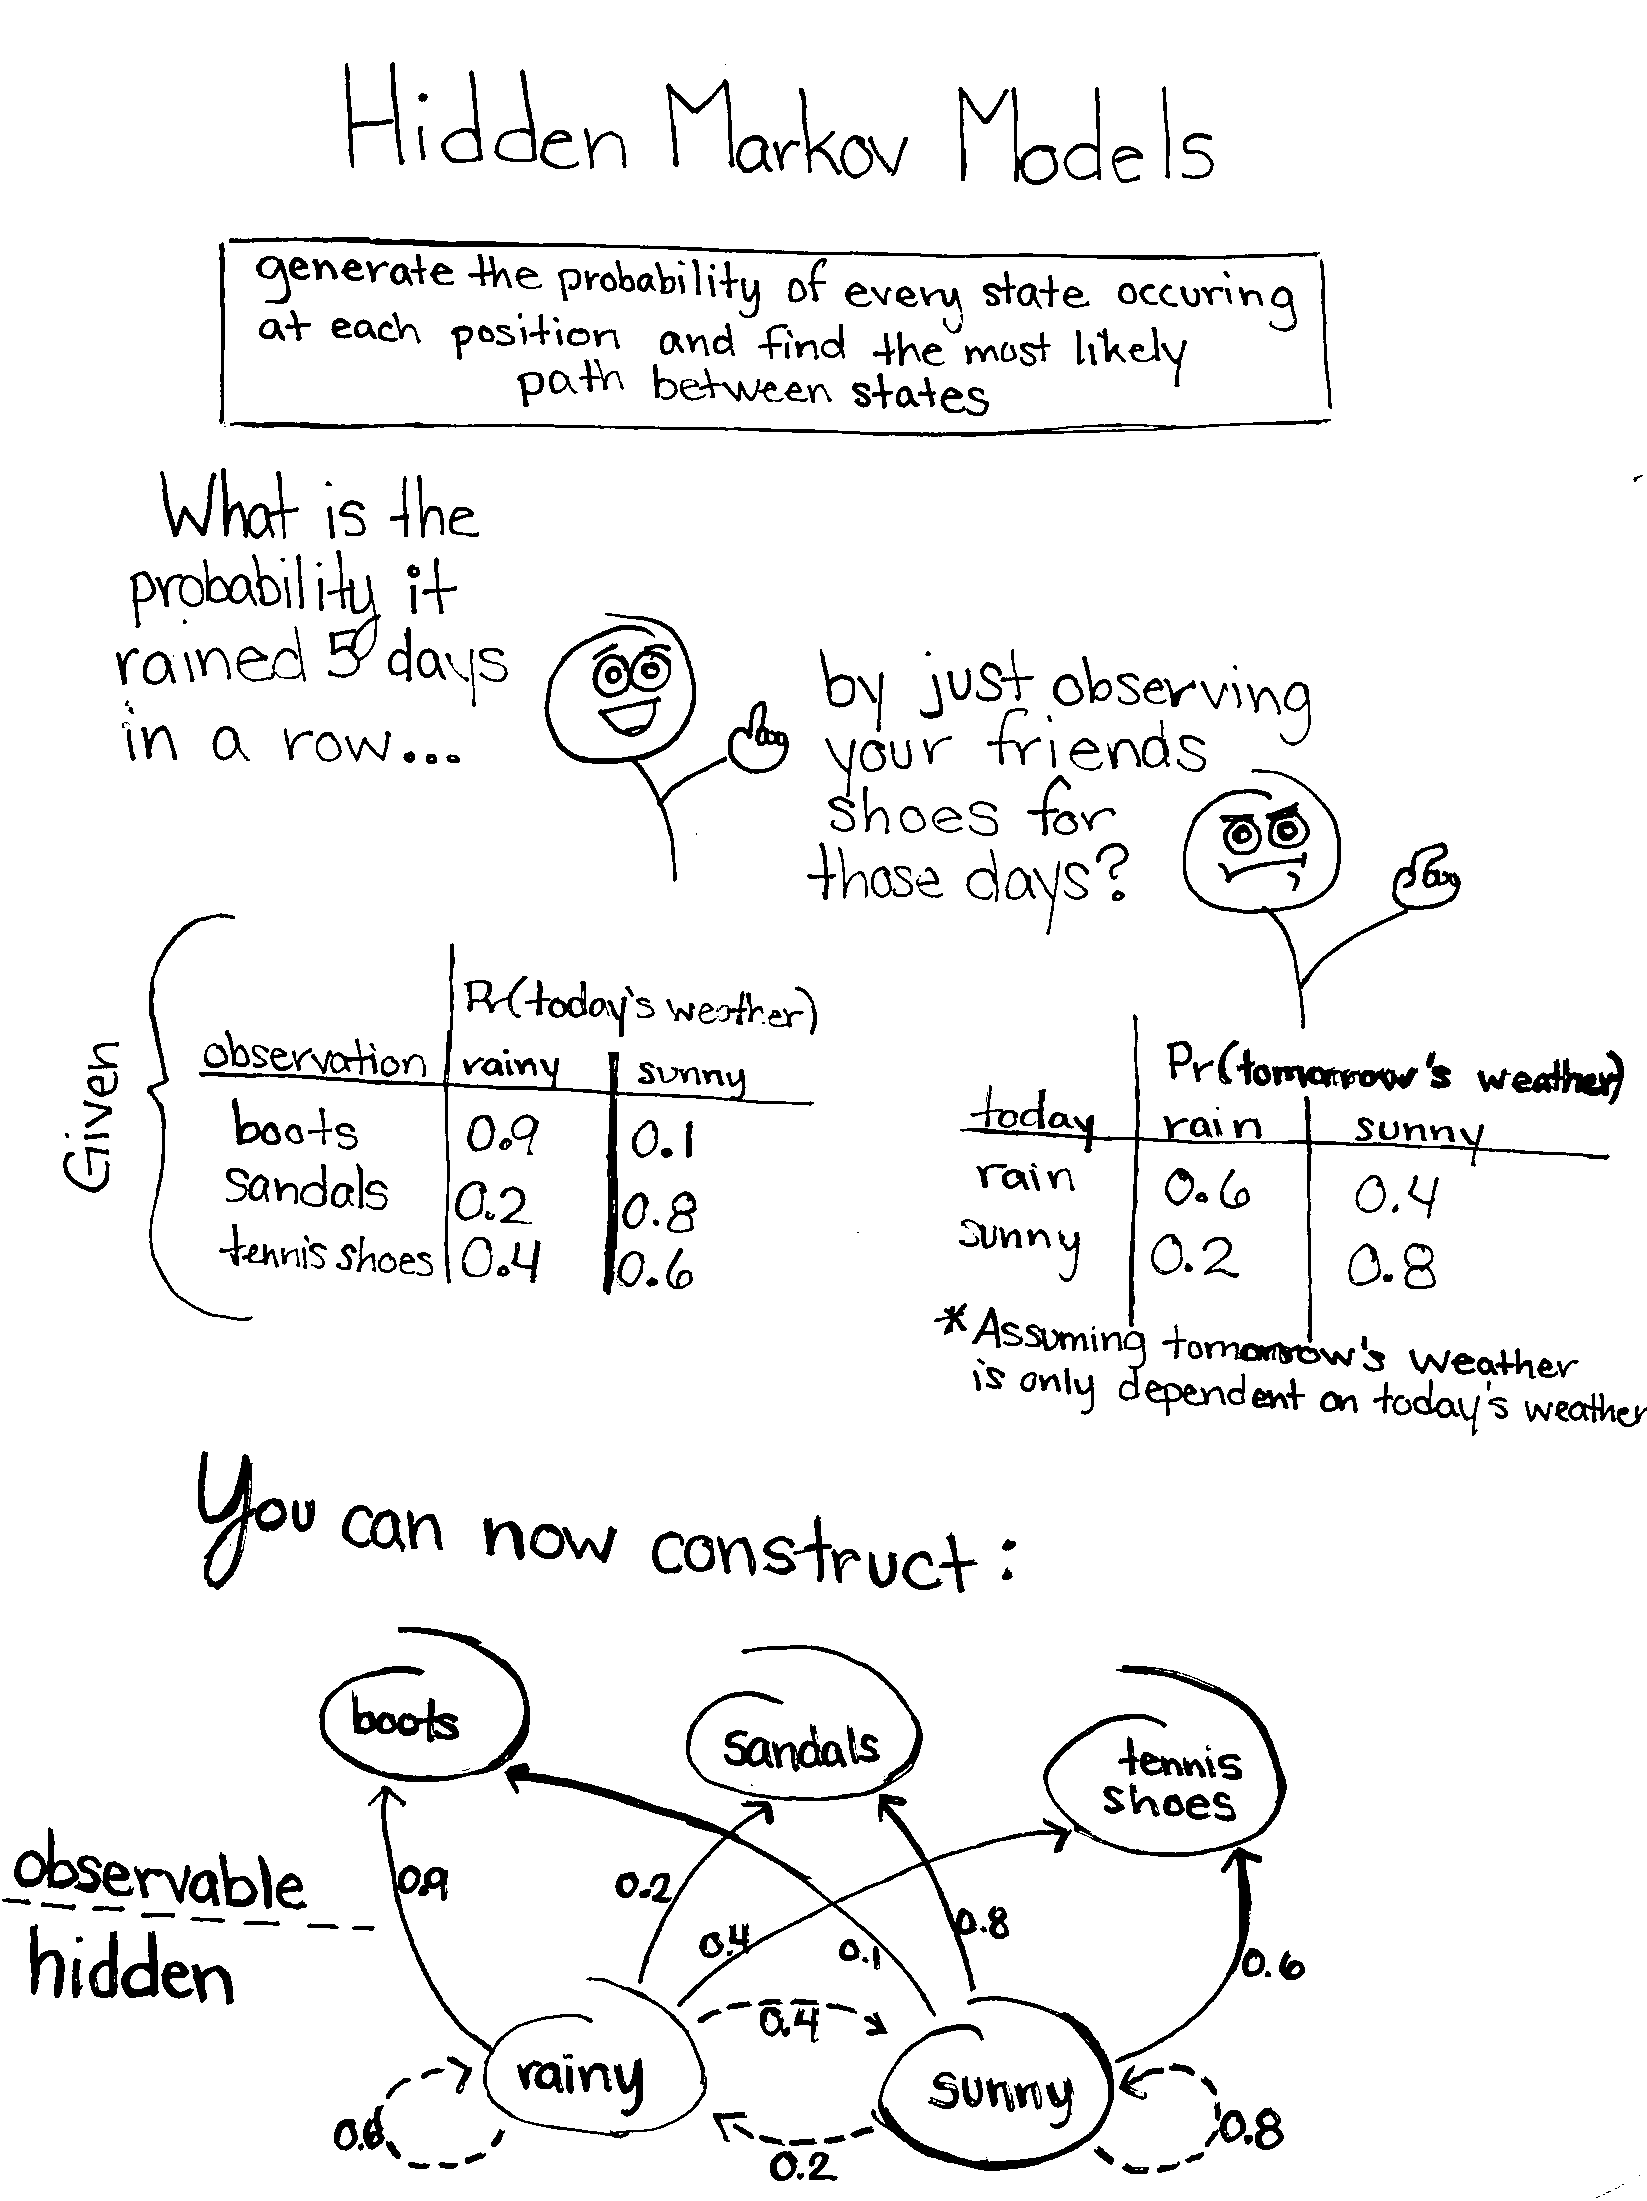 Hidden Markov Models
generate the probability of every state occuring
at each position and find the most likely
path between states
What is the
probability it
rained 5 days
in a row...
by just observing
your friends
shoes for
those days?
Given
Pr(today's weather)
observation rainy sunny
boots 0.9 0.1
sandals 0.2 0.8
tennis shoes 0.4 0.6
Pr(tomorrow's weather)
today rain sunny
rain 0.6 0.4
sunny 0.2 0.8
*Assuming tomorrow's weather
is only dependent on today's weather
You can now construct:
boots
sandals
tennis
shoes
observable
hidden
0.9
0.2
0.4
0.1
0.8
0.6
rainy
0.4
sunny
0.6
0.2
0.8